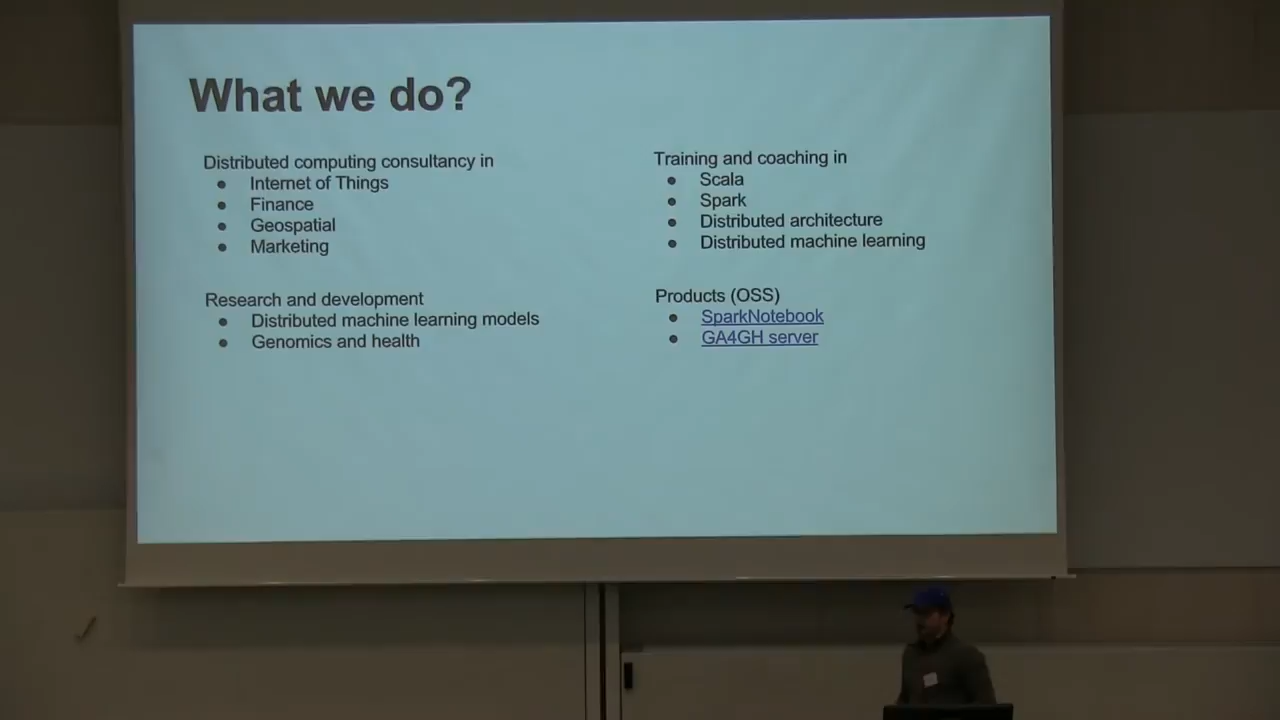 What we do?
Distributed computing consultancy in
● Internet of Things
● Finance
● Geospatial
● Marketing
Research and development
● Distributed machine learning models
● Genomics and health
Training and coaching in
● Scala
● Spark
● Distributed architecture
● Distributed machine learning
Products (OSS)
● SparkNotebook
● GA4GH server